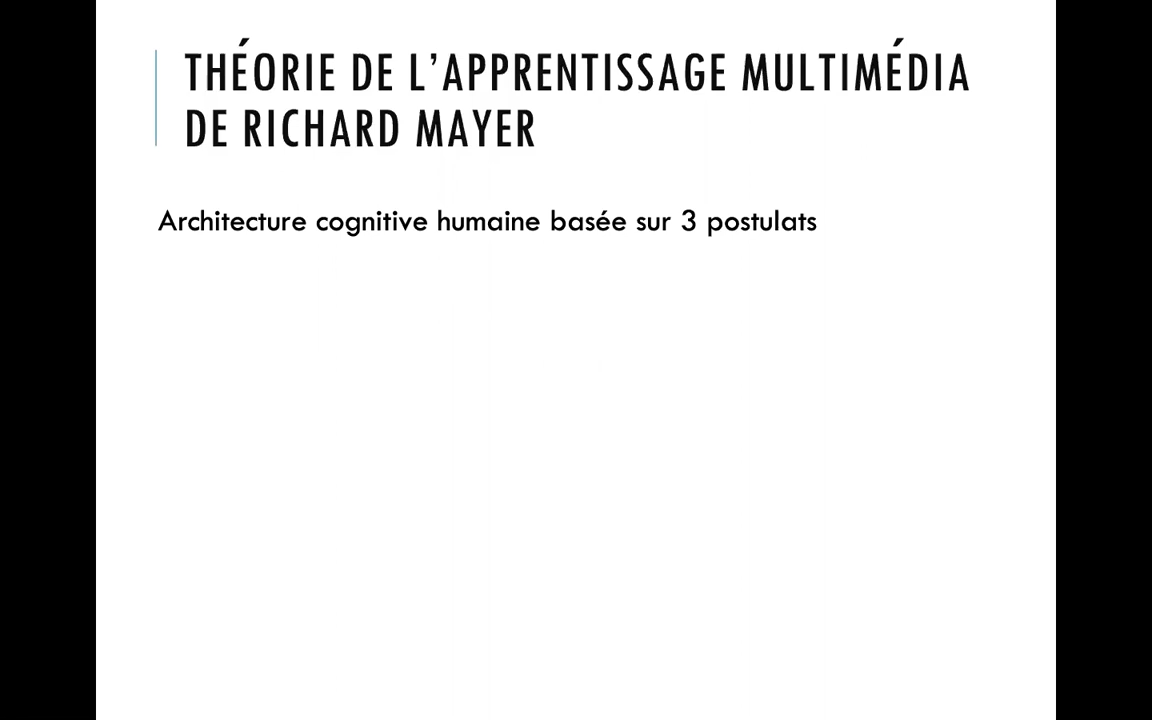 THÉORIE DE L’APPRENTISSAGE MULTIMÉDIA
DE RICHARD MAYER
Architecture cognitive humaine basée sur 3 postulats